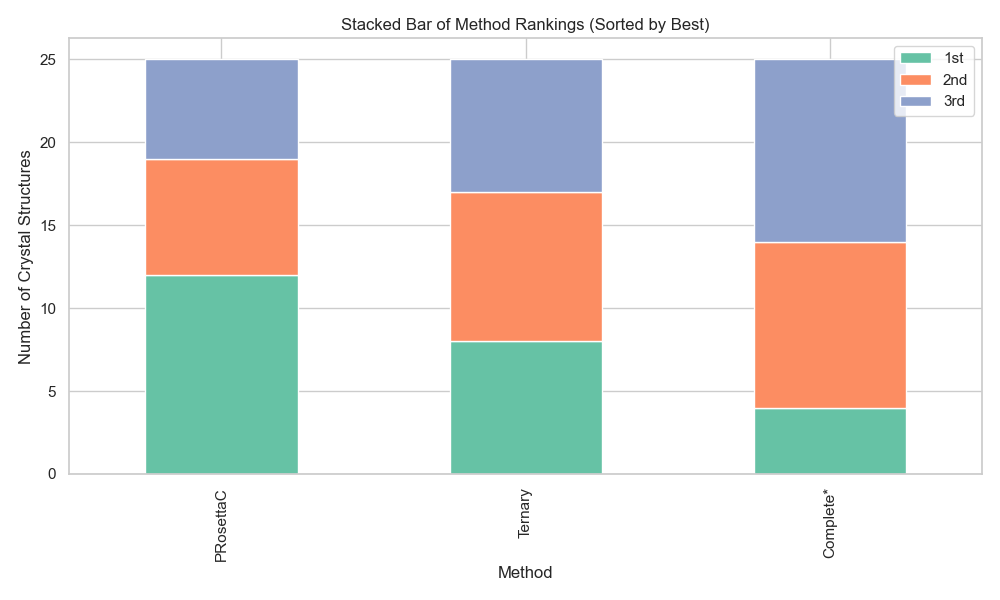 Stacked Bar of Method Rankings (Sorted by Best)
1st
2nd
3rd
Number of Crystal Structures
25
20
15
10
5
0
PRosettaC
Ternary
Complete*
Method